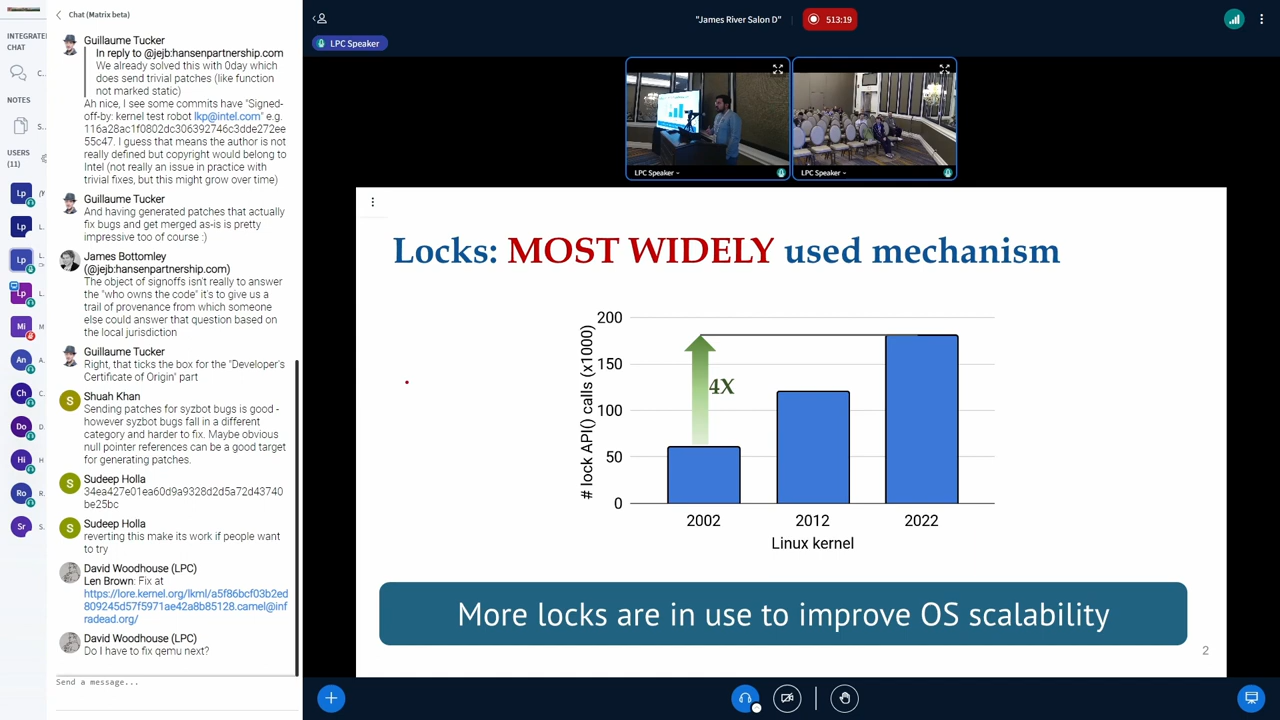 Chat (Matrix beta)
INTEGRATE
CHAT
C...
NOTES
S...
USERS
(11)
Lp
Lp
L...
Lp
L...
Lp
L...
Mi
M...
An
A...
Ch
C...
Do
D...
Hi
H
Ro
R...
Sr
S...
Guillaume Tucker
In reply to @jejb:hansenpartnership.com
We already solved this with 0day which
does send trivial patches (like function
not marked static)
Ah nice, I see some commits have "Signed-
off-by: kernel test robot lkp@intel.com" e.g.
116a28ac1f0802dc306392746c3dde272ee
55c47. I guess that means the author is not
really defined but copyright would belong to
Intel (not really an issue in practice with
trivial fixes, but this might grow over time)
Guillaume Tucker
And having generated patches that actually
fix bugs and get merged as-is is pretty
impressive too of course :)
James Bottomley
(@jejb:hansenpartnership.com)
The object of signoffs isn't really to answer
the "who owns the code" it's to give us a
trail of provenance from which someone
else could answer that question based on
the local jurisdiction
Guillaume Tucker
Right, that ticks the box for the "Developer's
Certificate of Origin" part
S
Shuah Khan
Sending patches for syzbot bugs is good -
however syzbot bugs fall in a different
category and harder to fix. Maybe obvious
null pointer references can be a good target
for generating patches.
S
Sudeep Holla
34ea427e01ea60d9a9328d2d5a72d43740
be25bc
S
Sudeep Holla
reverting this make its work if people want
to try
David Woodhouse (LPC)
Len Brown: Fix at
https://lore.kernel.org/lkml/a5f86bcf03b2ed
809245d57f5971ae42a8b85128.camel@inf
radead.org/
David Woodhouse (LPC)
Do I have to fix qemu next?
Send a message...
"James River Salon D"
513:19
LPC Speaker
LPC Speaker
LPC Speaker
Locks: MOST WIDELY used mechanism
# lock API() calls (x1000)
200
150
100
50
0
4X
2002
2012
2022
Linux kernel
More locks are in use to improve OS scalability
2